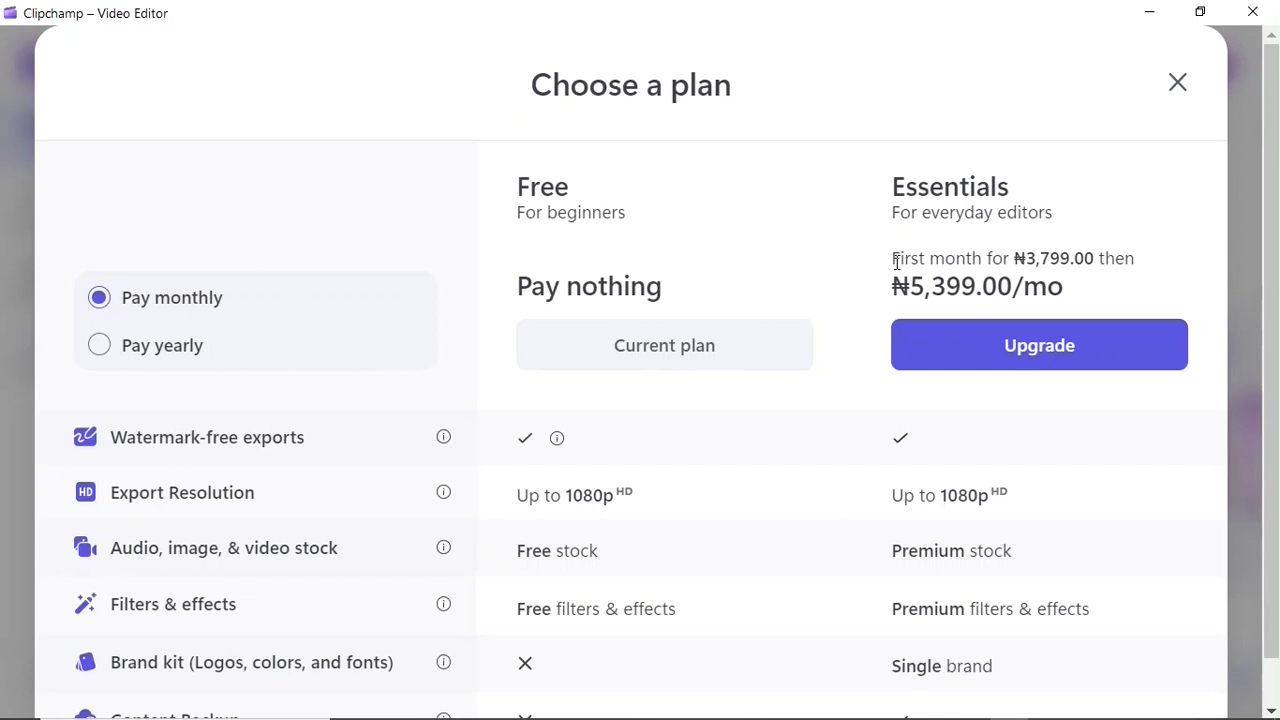 Clipchamp – Video Editor
Choose a plan
Free
For beginners
Essentials
For everyday editors
First month for ₦3,799.00 then
Pay nothing
₦5,399.00/mo
Pay monthly
Pay yearly
Current plan
Upgrade
Watermark-free exports
Export Resolution
HD
Up to 1080p HD
Up to 1080p HD
Audio, image, & video stock
Free stock
Premium stock
Filters & effects
Free filters & effects
Premium filters & effects
Brand kit (Logos, colors, and fonts)
Single brand
Content Backup